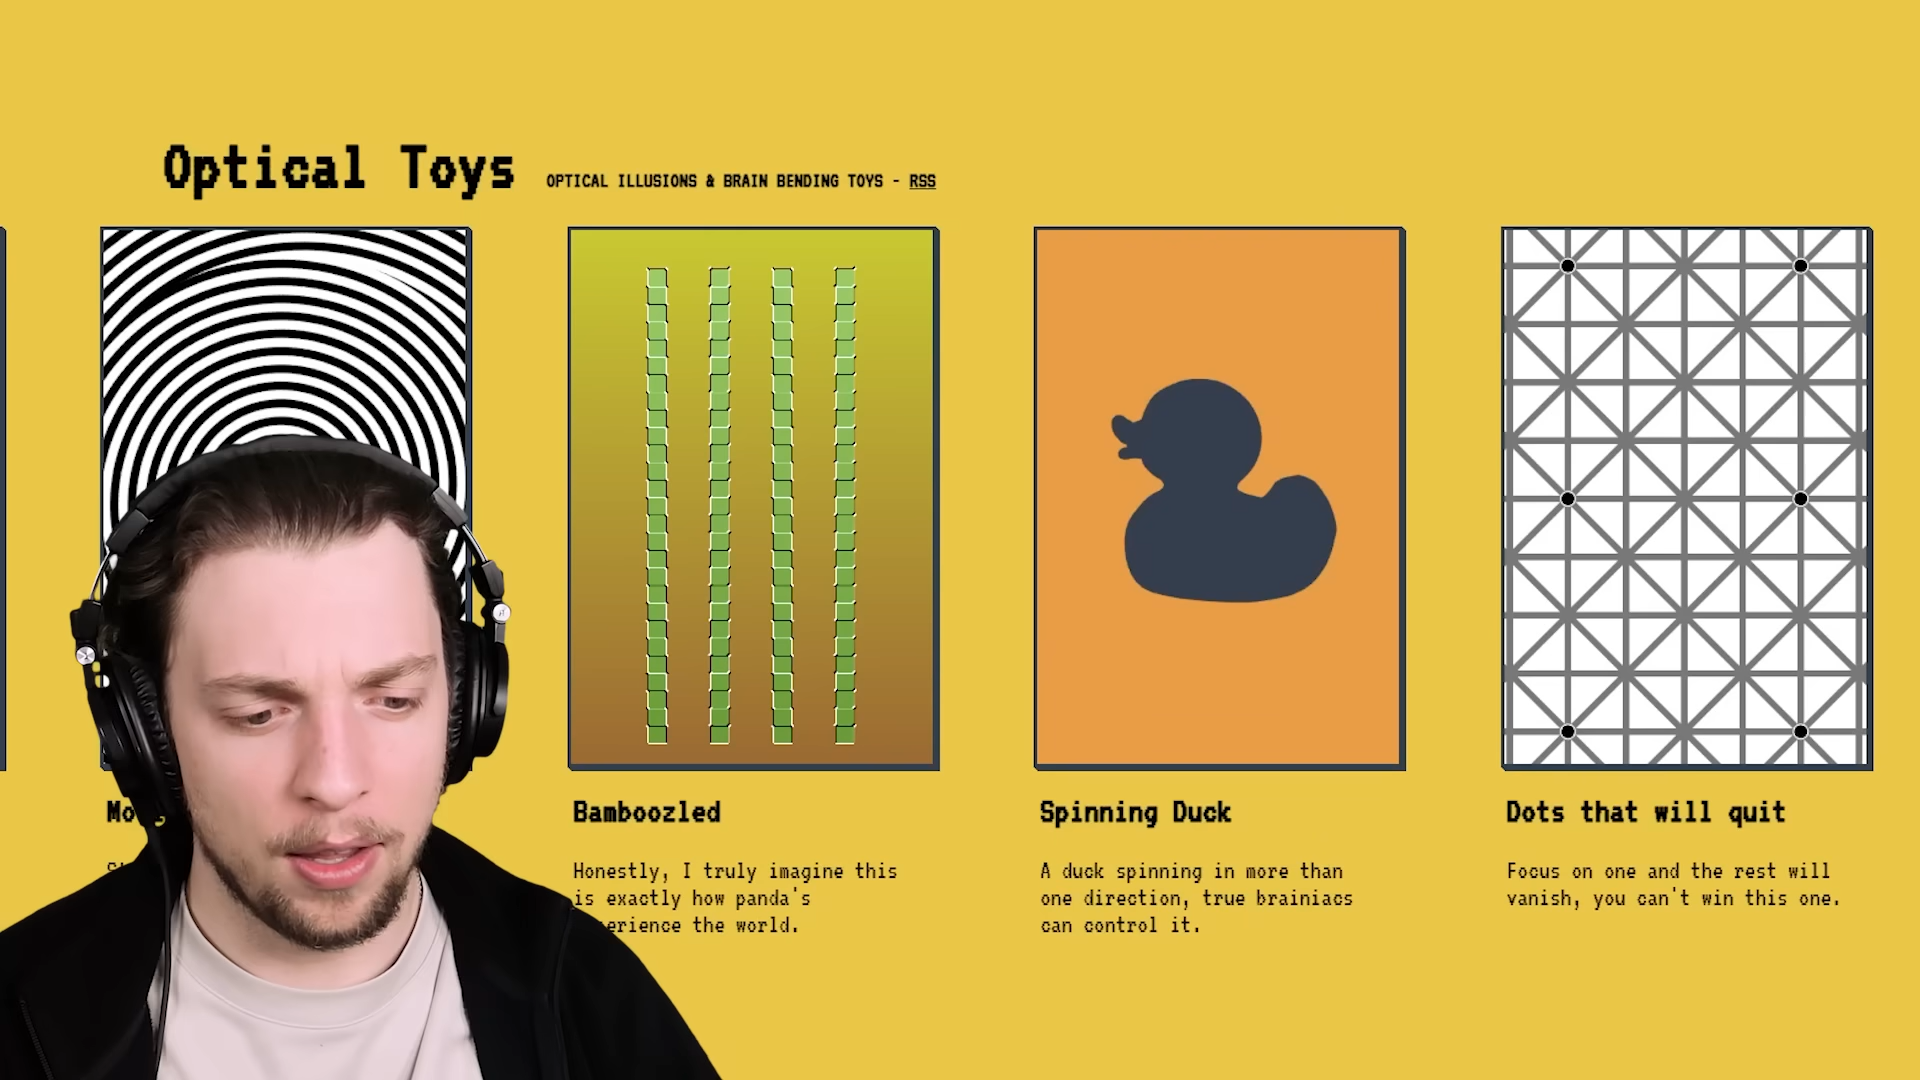 Optical Toys
OPTICAL ILLUSIONS & BRAIN BENDING TOYS - RSS
Bamboozled
Honestly, I truly imagine this
is exactly how panda's
the world.
Spinning Duck
A duck spinning in more than
one direction, true brainiacs
can control it.
Dots that will quit
Focus on one and the rest will
vanish, you can't win this one.